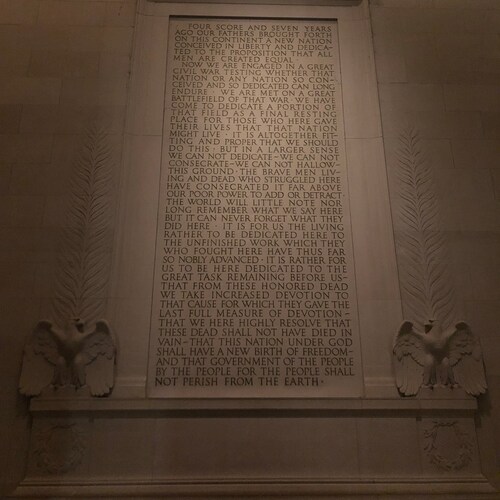 FOUR SCORE AND SEVEN YEARS
AGO OUR FATHERS BROUGHT FORTH
ON THIS CONTINENT A NEW NATION
CONCEIVED IN LIBERTY AND DEDICA-
TED TO THE PROPOSITION THAT ALL
MEN ARE CREATED EQUAL ·
NOW WE ARE ENGAGED IN A GREAT
CIVIL WAR TESTING WHETHER THAT
NATION OR ANY NATION SO CON-
CEIVED AND SO DEDICATED CAN LONG
ENDURE · WE ARE MET ON A GREAT
BATTLEFIELD OF THAT WAR · WE HAVE
COME TO DEDICATE A PORTION OF
THAT FIELD AS A FINAL RESTING
PLACE FOR THOSE WHO HERE GAVE
THEIR LIVES THAT THAT NATION
MIGHT LIVE · IT IS ALTOGETHER FIT-
TING AND PROPER THAT WE SHOULD
DO THIS · BUT IN A LARGER SENSE
WE CAN NOT DEDICATE—WE CAN NOT
CONSECRATE—WE CAN NOT HALLOW—
THIS GROUND · THE BRAVE MEN LIV-
ING AND DEAD WHO STRUGGLED HERE
HAVE CONSECRATED IT FAR ABOVE
OUR POOR POWER TO ADD OR DETRACT ·
THE WORLD WILL LITTLE NOTE NOR
LONG REMEMBER WHAT WE SAY HERE
BUT IT CAN NEVER FORGET WHAT THEY
DID HERE · IT IS FOR US THE LIVING
RATHER TO BE DEDICATED HERE TO
THE UNFINISHED WORK WHICH THEY
WHO FOUGHT HERE HAVE THUS FAR
SO NOBLY ADVANCED · IT IS RATHER FOR
US TO BE HERE DEDICATED TO THE
GREAT TASK REMAINING BEFORE US—
THAT FROM THESE HONORED DEAD
WE TAKE INCREASED DEVOTION TO
THAT CAUSE FOR WHICH THEY GAVE THE
LAST FULL MEASURE OF DEVOTION—
THAT WE HERE HIGHLY RESOLVE THAT
THESE DEAD SHALL NOT HAVE DIED IN
VAIN—THAT THIS NATION UNDER GOD
SHALL HAVE A NEW BIRTH OF FREEDOM—
AND THAT GOVERNMENT OF THE PEOPLE
BY THE PEOPLE FOR THE PEOPLE SHALL
NOT PERISH FROM THE EARTH ·